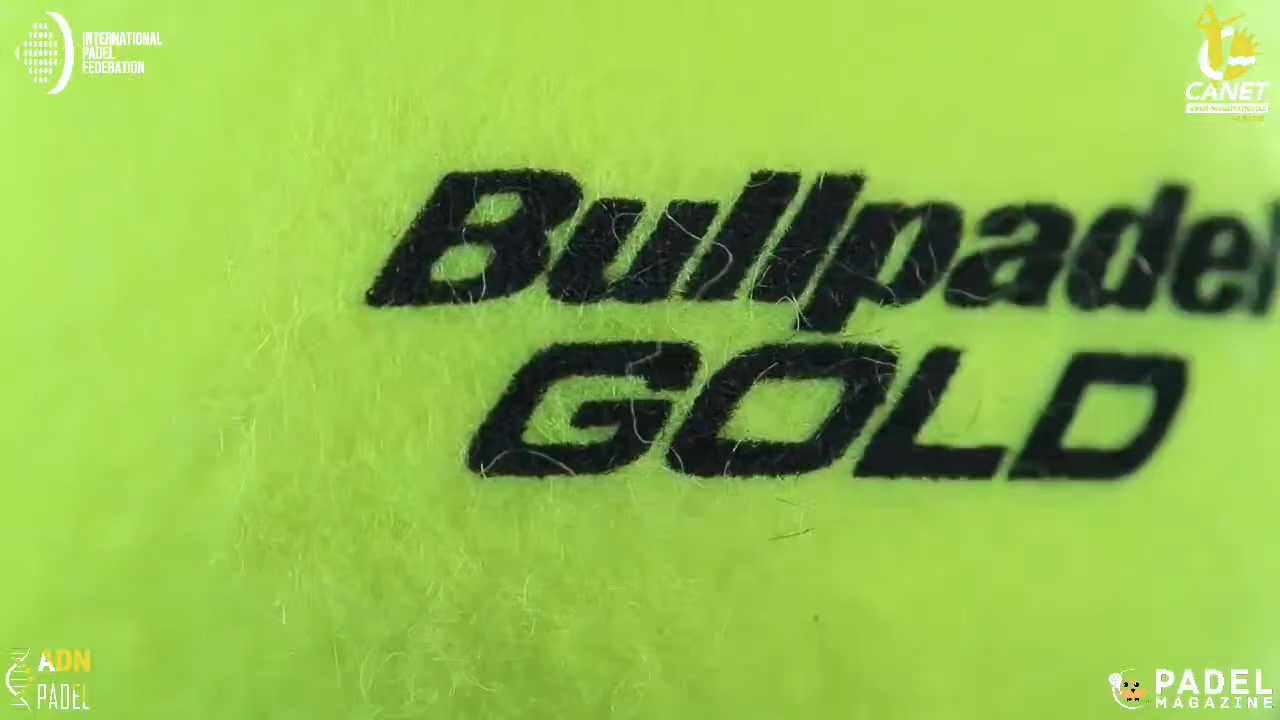 INTERNATIONAL
PADEL
FEDERATION
CANET
Bullpadel
GOLD
ADN
PADEL
PADEL
MAGAZINE